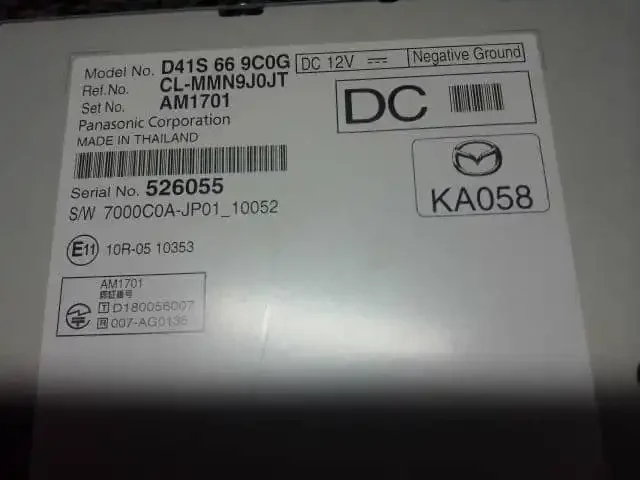 Model No. D41S 66 9C0G
DC 12V
Negative Ground
Ref.No. CL-MMN9J0JT
Set No. AM1701
DC
Panasonic Corporation
MADE IN THAILAND
KA058
Serial No. 526055
S/W 7000C0A-JP01_10052
E11 10R-05 10353
AM1701
認証番号
T D180056007
R 007-AG0136